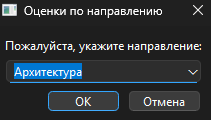 Оценки по направлению
Пожалуйста, укажите направление:
Архитектура
OK
Отмена